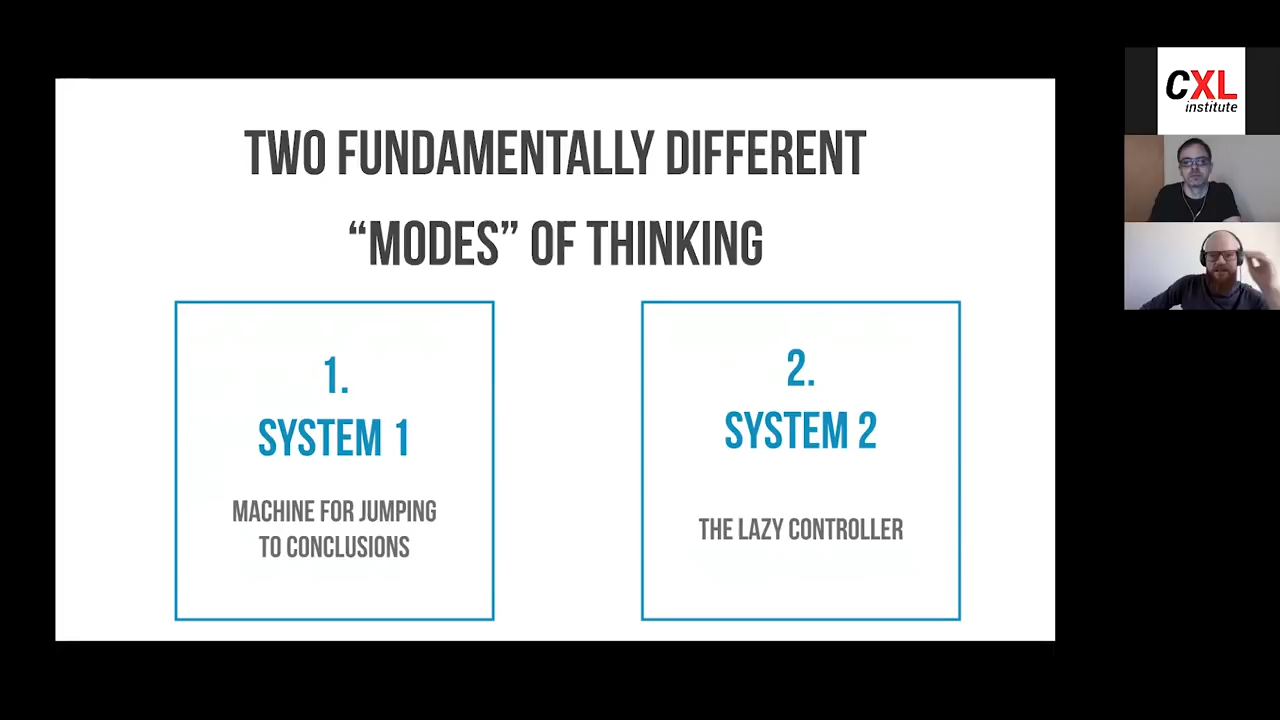 TWO FUNDAMENTALLY DIFFERENT
“MODES” OF THINKING
1.
SYSTEM 1
MACHINE FOR JUMPING
TO CONCLUSIONS
2.
SYSTEM 2
THE LAZY CONTROLLER
CXL
institute